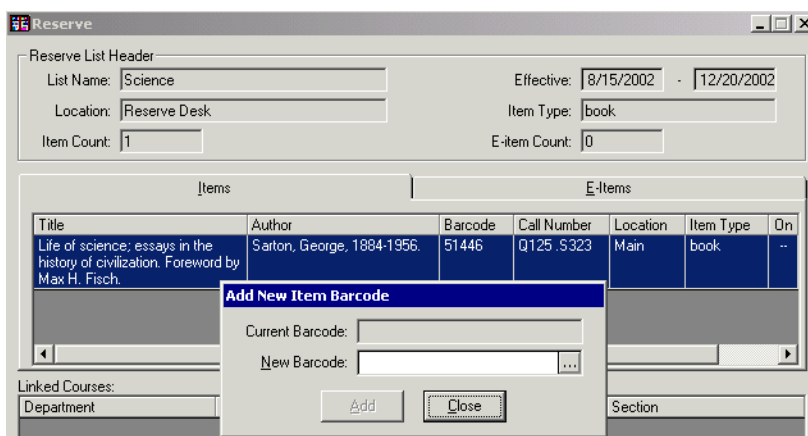 Reserve
Reserve List Header
List Name: Science Effective: 8/15/2002 - 12/20/2002
Location: Reserve Desk Item Type: book
Item Count: 1 E-item Count: 0
Items E-Items
Title Author Barcode Call Number Location Item Type On
Life of science; essays in the Sarton, George, 1884-1956. 51446 Q125 .S323 Main book --
history of civilization. Foreword by
Max H. Fisch.
Add New Item Barcode
Current Barcode:
New Barcode: ...
Add Close
Linked Courses:
Department Section